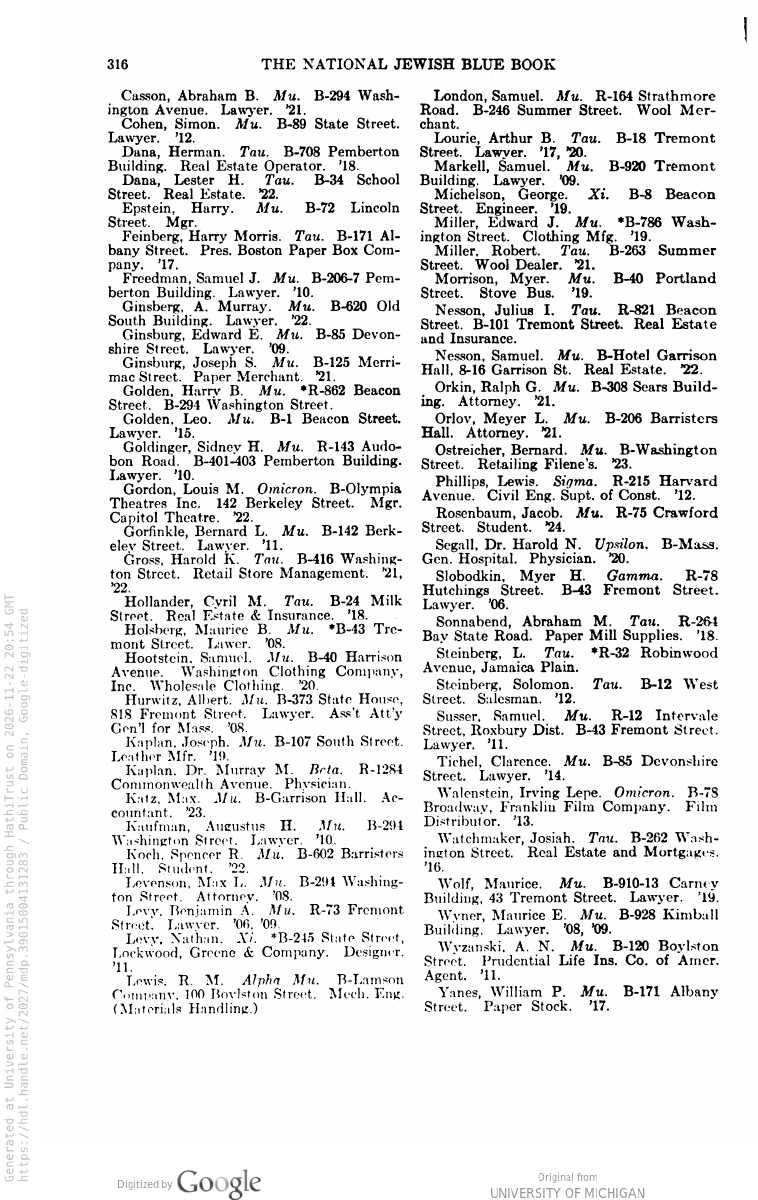 316 THE NATIONAL JEWISH BLUE BOOK
Casson, Abraham B. Mu. B-294 Wash-
ington Avenue. Lawyer. '21.
Cohen, Simon. Mu. B-89 State Street.
Lawyer. '12.
Dana, Herman. Tau. B-708 Pemberton
Building. Real Estate Operator. '18.
Dana, Lester H. Tau. B-34 School
Street. Real Estate. '22.
Epstein, Harry. Mu. B-72 Lincoln
Street. Mgr.
Feinberg, Harry Morris. Tau. B-171 Al-
bany Street. Pres. Boston Paper Box Com-
pany. '17.
Freedman, Samuel J. Mu. B-206-7 Pem-
berton Building. Lawyer. '10.
Ginsberg, A. Murray. Mu. B-620 Old
South Building. Lawyer. '22.
Ginsburg, Edward E. Mu. B-85 Devon-
shire Street. Lawyer. '09.
Ginsburg, Joseph S. Mu. B-125 Merri-
mac Street. Paper Merchant. '21.
Golden, Harry B. Mu. *R-862 Beacon
Street. B-294 Washington Street.
Golden, Leo. Mu. B-1 Beacon Street.
Lawyer. '15.
Goldinger, Sidney H. Mu. R-143 Audo-
bon Road. B-401-403 Pemberton Building.
Lawyer. '10.
Gordon, Louis M. Omicron. B-Olympia
Theatres Inc. 142 Berkeley Street. Mgr.
Capitol Theatre. '22.
Gorfinkle, Bernard L. Mu. B-142 Berk-
eley Street. Lawyer. '11.
Gross, Harold K. Tau. B-416 Washing-
ton Street. Retail Store Management. '21,
'22.
Hollander, Cyril M. Tau. B-24 Milk
Street. Real Estate & Insurance. '18.
Holsberg, Maurice B. Mu. *B-43 Tre-
mont Street. Lawer. '08.
Hootstein, Samuel. Mu. B-40 Harrison
Avenue. Washington Clothing Company,
Inc. Wholesale Clothing. '20.
Hurwitz, Albert. Mu. B-373 State House,
818 Fremont Street. Lawyer. Ass't Att'y
Gen'l for Mass. '08.
Kaplan, Joseph. Mu. B-107 South Street.
Leather Mfr. '19.
Kaplan, Dr. Murray M. Beta. R-1284
Commonwealth Avenue. Physician.
Katz, Max. Mu. B-Garrison Hall. Ac-
countant. '23.
Kaufman, Augustus H. Mu. B-294
Washington Street. Lawyer. '10.
Koch, Spencer R. Mu. B-602 Barristers
Hall. Student. '22.
Levenson, Max L. Mu. B-294 Washing-
ton Street. Attorney. '08.
Levy, Benjamin A. Mu. R-73 Fremont
Street. Lawyer. '06, '09.
Levy, Nathan. Xi. *B-245 State Street,
Lockwood, Greene & Company. Designer.
'11.
Lewis, R. M. Alpha Mu. B-Lamson
Company, 100 Boylston Street. Mech. Eng.
(Materials Handling.)
London, Samuel. Mu. R-164 Strathmore
Road. B-246 Summer Street. Wool Mer-
chant.
Lourie, Arthur B. Tau. B-18 Tremont
Street. Lawyer. '17, '20.
Markell, Samuel. Mu. B-920 Tremont
Building. Lawyer. '09.
Michelson, George. Xi. B-8 Beacon
Street. Engineer. '19.
Miller, Edward J. Mu. *B-786 Wash-
ington Street. Clothing Mfg. '19.
Miller, Robert. Tau. B-263 Summer
Street. Wool Dealer. '21.
Morrison, Myer. Mu. B-40 Portland
Street. Stove Bus. '19.
Nesson, Julius I. Tau. R-821 Beacon
Street. B-101 Tremont Street. Real Estate
and Insurance.
Nesson, Samuel. Mu. B-Hotel Garrison
Hall, 8-16 Garrison St. Real Estate. '22.
Orkin, Ralph G. Mu. B-308 Sears Build-
ing. Attorney. '21.
Orlov, Meyer L. Mu. B-206 Barristers
Hall. Attorney. '21.
Ostreicher, Bernard. Mu. B-Washington
Street. Retailing Filene's. '23.
Phillips, Lewis. Sigma. R-215 Harvard
Avenue. Civil Eng. Supt. of Const. '12.
Rosenbaum, Jacob. Mu. R-75 Crawford
Street. Student. '24.
Segall, Dr. Harold N. Upsilon. B-Mass.
Gen. Hospital. Physician. '20.
Slobodkin, Myer H. Gamma. R-78
Hutchings Street. B-43 Fremont Street.
Lawyer. '06.
Sonnabend, Abraham M. Tau. R-264
Bay State Road. Paper Mill Supplies. '18.
Steinberg, L. Tau. *R-32 Robinwood
Avenue, Jamaica Plain.
Steinberg, Solomon. Tau. B-12 West
Street. Salesman. '12.
Susser, Samuel. Mu. R-12 Intervale
Street, Roxbury Dist. B-43 Fremont Street.
Lawyer. '11.
Tichel, Clarence. Mu. B-85 Devonshire
Street. Lawyer. '14.
Walenstein, Irving Lepe. Omicron. B-78
Broadway, Franklin Film Company. Film
Distributor. '13.
Watchmaker, Josiah. Tau. B-262 Wash-
ington Street. Real Estate and Mortgages.
'16.
Wolf, Maurice. Mu. B-910-13 Carney
Building, 43 Tremont Street. Lawyer. '19.
Wyner, Maurice E. Mu. B-928 Kimball
Building. Lawyer. '08, '09.
Wyzanski, A. N. Mu. B-120 Boylston
Street. Prudential Life Ins. Co. of Amer.
Agent. '11.
Yanes, William P. Mu. B-171 Albany
Street. Paper Stock. '17.
Generated at University of Pennsylvania through HathiTrust on 2026-11-22 20:54 GMT
https://hdl.handle.net/2027/mdp.39015004131283 / Public Domain, Google-digitized
Digitized by Google
Original from
UNIVERSITY OF MICHIGAN